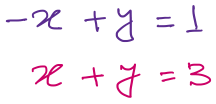 -x + y = 1
x + y = 3